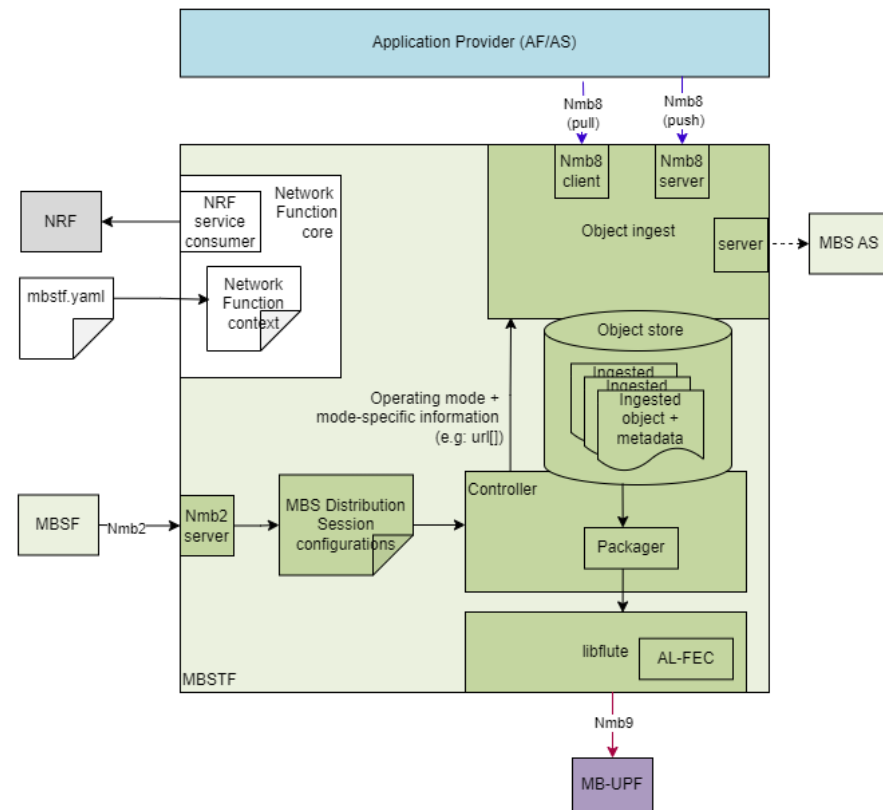 Application Provider (AF/AS)
Nmb8
(pull)
Nmb8
(push)
Nmb8
client
Nmb8
server
Object ingest
server
MBS AS
NRF
NRF
service
consumer
Network
Function
core
mbstf.yaml
Network
Function
context
Object store
Ingested
Ingested
Ingested
object +
metadata
Operating mode +
mode-specific information
(e.g: url[])
Controller
MBSF
Nmb2
Nmb2
server
MBS Distribution
Session
configurations
Packager
libflute
AL-FEC
MBSTF
Nmb9
MB-UPF